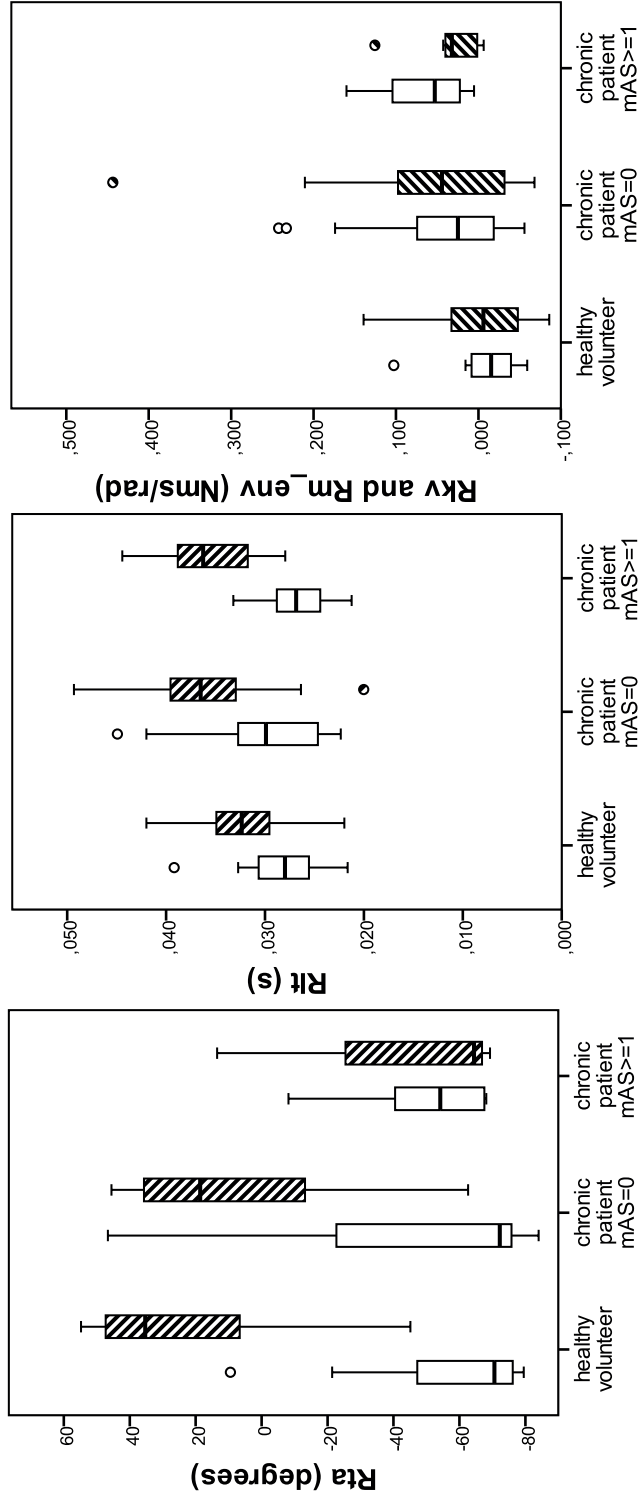 Rta (degrees)
60
40
20
0
-20
-40
-60
-80
healthy
volunteer
chronic
patient
mAS=0
chronic
patient
mAS>=1
Rlt (s)
,050
,040
,030
,020
,010
,000
healthy
volunteer
chronic
patient
mAS=0
chronic
patient
mAS>=1
Rkv and Rm_env (Nms/rad)
,500
,400
,300
,200
,100
,000
-,100
healthy
volunteer
chronic
patient
mAS=0
chronic
patient
mAS>=1